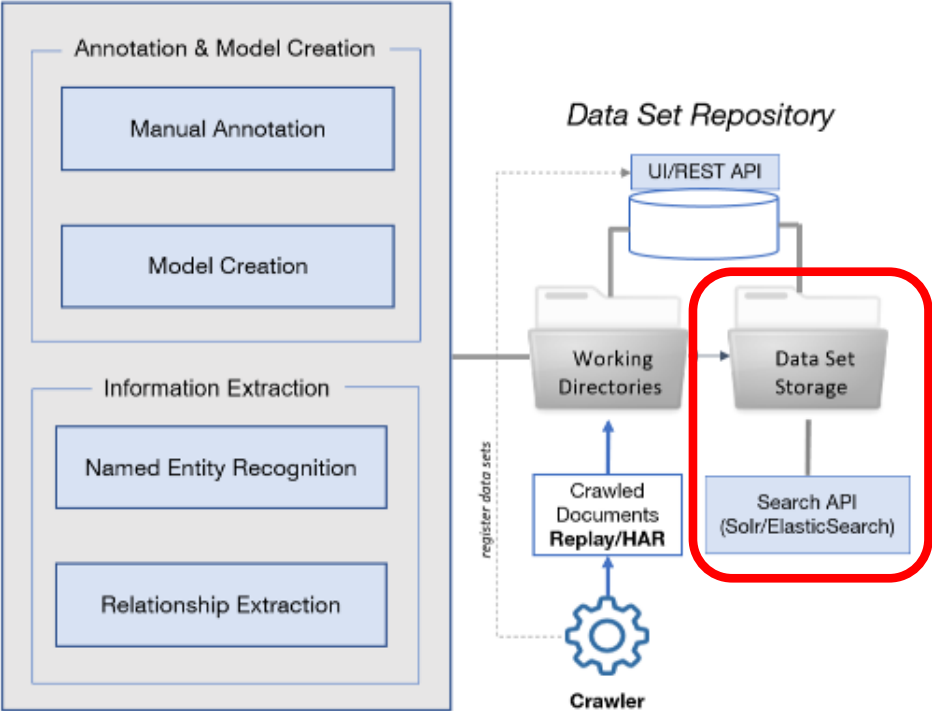 Annotation & Model Creation
Manual Annotation
Model Creation
Information Extraction
Named Entity Recognition
Relationship Extraction
Data Set Repository
UI/REST API
Working
Directories
Data Set
Storage
register data sets
Crawled
Documents
Replay/HAR
Search API
(Solr/ElasticSearch)
Crawler